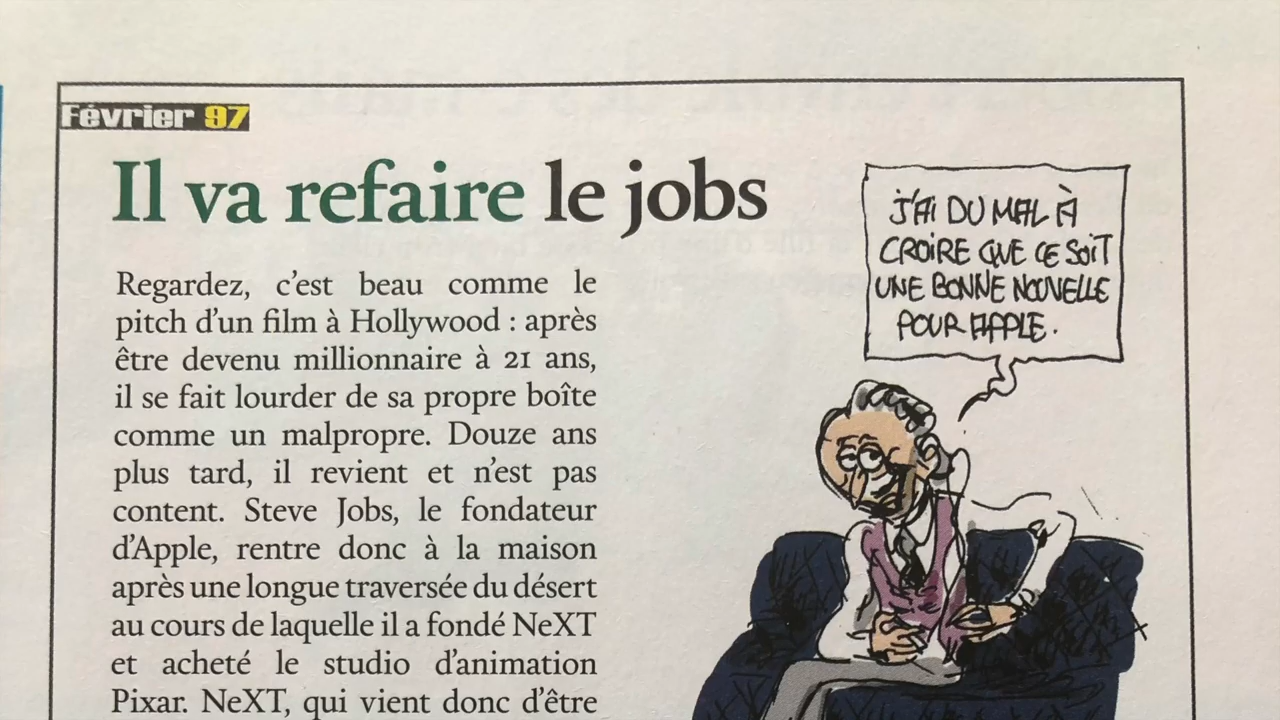 Février 97
Il va refaire le jobs
Regardez, c'est beau comme le
pitch d'un film à Hollywood : après
être devenu millionnaire à 21 ans,
il se fait lourder de sa propre boîte
comme un malpropre. Douze ans
plus tard, il revient et n'est pas
content. Steve Jobs, le fondateur
d'Apple, rentre donc à la maison
après une longue traversée du désert
au cours de laquelle il a fondé NeXT
et acheté le studio d'animation
Pixar. NeXT, qui vient donc d'être
J'AI DU MAL À
CROIRE QUE CE SOIT
UNE BONNE NOUVELLE
POUR APPLE.